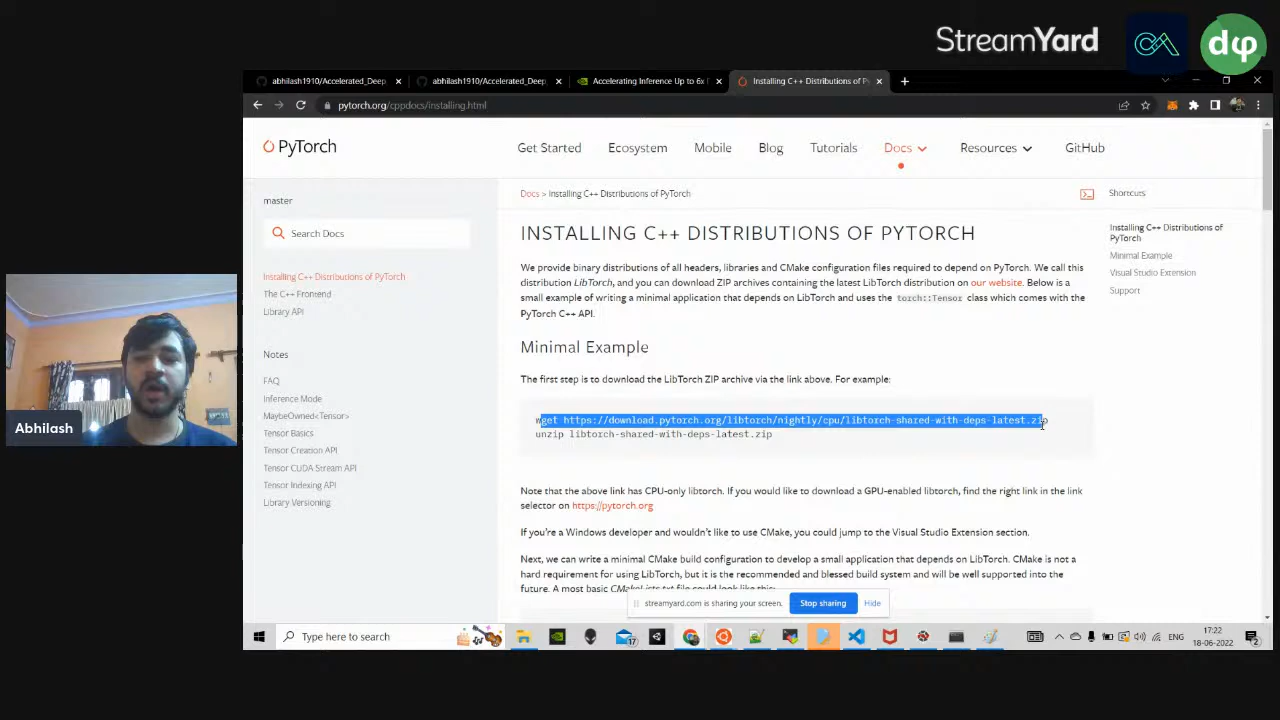 StreamYard
CA
dφ
abhilash1910/Accelerated_Deep
abhilash1910/Accelerated_Deep
Accelerating Inference Up to 6x
Installing C++ Distributions of P
pytorch.org/cppdocs/installing.html
PyTorch
Get Started
Ecosystem
Mobile
Blog
Tutorials
Docs
Resources
GitHub
master
Search Docs
Installing C++ Distributions of PyTorch
The C++ Frontend
Library API
Notes
FAQ
Inference Mode
MaybeOwned<Tensor>
Tensor Basics
Tensor Creation API
Tensor CUDA Stream API
Tensor Indexing API
Library Versioning
Docs > Installing C++ Distributions of PyTorch
Shortcuts
INSTALLING C++ DISTRIBUTIONS OF PYTORCH
We provide binary distributions of all headers, libraries and CMake configuration files required to depend on PyTorch. We call this
distribution LibTorch, and you can download ZIP archives containing the latest LibTorch distribution on our website. Below is a
small example of writing a minimal application that depends on LibTorch and uses the torch::Tensor class which comes with the
PyTorch C++ API.
Minimal Example
The first step is to download the LibTorch ZIP archive via the link above. For example:
wget https://download.pytorch.org/libtorch/nightly/cpu/libtorch-shared-with-deps-latest.zip
unzip libtorch-shared-with-deps-latest.zip
Note that the above link has CPU-only libtorch. If you would like to download a GPU-enabled libtorch, find the right link in the link
selector on https://pytorch.org
If you're a Windows developer and wouldn't like to use CMake, you could jump to the Visual Studio Extension section.
Next, we can write a minimal CMake build configuration to develop a small application that depends on LibTorch. CMake is not a
hard requirement for using LibTorch, but it is the recommended and blessed build system and will be well supported into the
future. A most basic CMakeLists.txt file could look like this:
Installing C++ Distributions of
PyTorch
Minimal Example
Visual Studio Extension
Support
Abhilash
streamyard.com is sharing your screen.
Stop sharing
Hide
Type here to search
17
ENG
17:22
18-06-2022
2